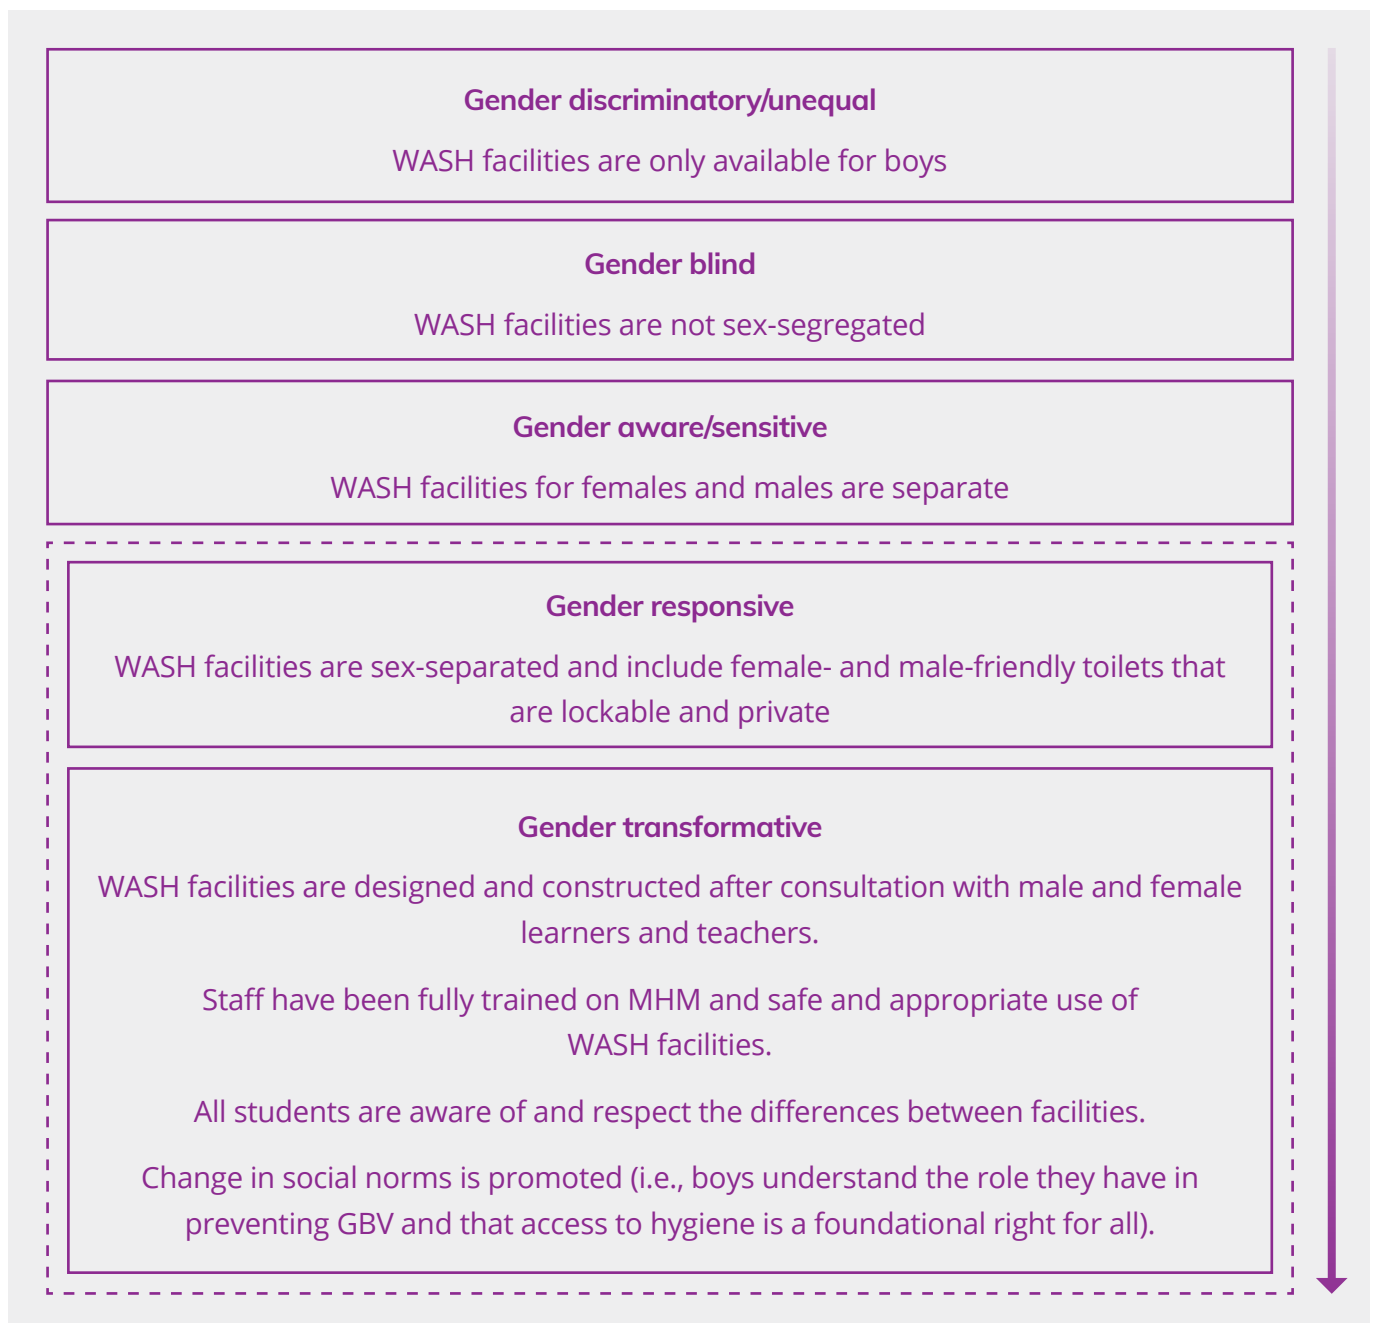 Gender discriminatory/unequal
WASH facilities are only available for boys
Gender blind
WASH facilities are not sex-segregated
Gender aware/sensitive
WASH facilities for females and males are separate
Gender responsive
WASH facilities are sex-separated and include female- and male-friendly toilets that
are lockable and private
Gender transformative
WASH facilities are designed and constructed after consultation with male and female
learners and teachers.
Staff have been fully trained on MHM and safe and appropriate use of
WASH facilities.
All students are aware of and respect the differences between facilities.
Change in social norms is promoted (i.e., boys understand the role they have in
preventing GBV and that access to hygiene is a foundational right for all).